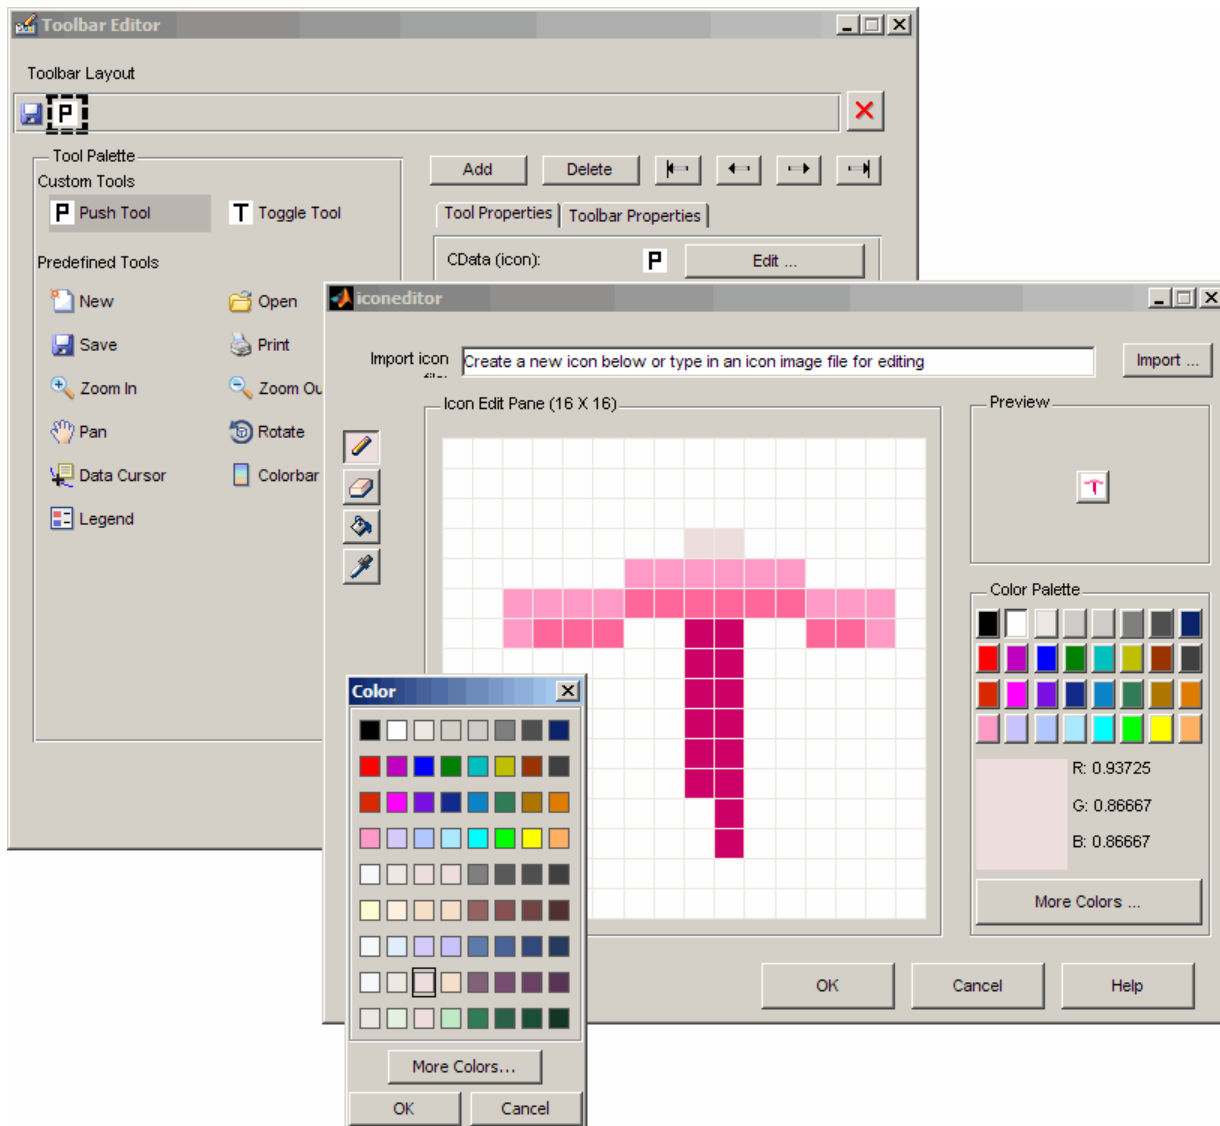 Toolbar Editor
Toolbar Layout
P
Tool Palette
Custom Tools
P Push Tool
T Toggle Tool
Predefined Tools
New
Open
Save
Print
Zoom In
Zoom Ou
Pan
Rotate
Data Cursor
Colorbar
Legend
Add
Delete
Tool Properties
Toolbar Properties
CData (icon):
P
Edit ...
iconeditor
Import icon
Create a new icon below or type in an icon image file for editing
Import ...
Icon Edit Pane (16 X 16)
Preview
Color Palette
R: 0.93725
G: 0.86667
B: 0.86667
More Colors ...
OK
Cancel
Help
Color
More Colors...
OK
Cancel